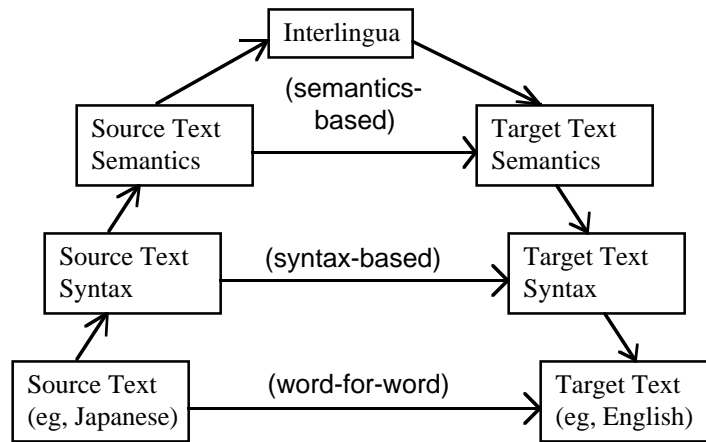 Interlingua
(semantics-
based)
Source Text
Semantics
Target Text
Semantics
Source Text
Syntax
(syntax-based)
Target Text
Syntax
Source Text
(eg, Japanese)
(word-for-word)
Target Text
(eg, English)